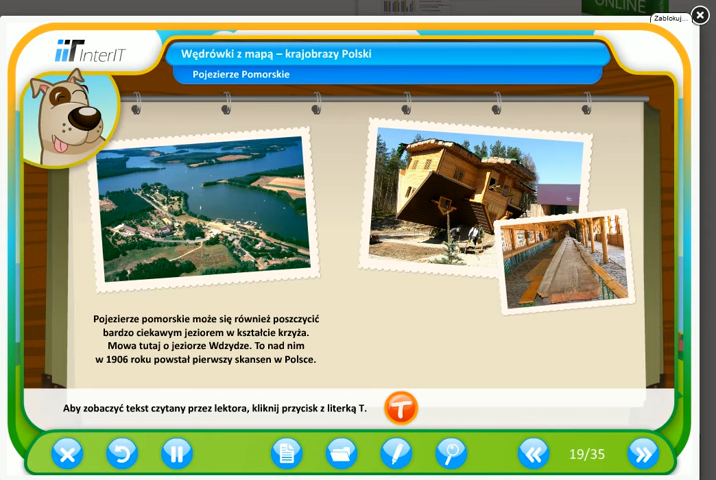 ONLINE
Zablokuj...
iiT InterIT
Wędrówki z mapą – krajobrazy Polski
Pojezierze Pomorskie
Pojezierze pomorskie może się również poszczycić
bardzo ciekawym jeziorem w kształcie krzyża.
Mowa tutaj o jeziorze Wdzydze. To nad nim
w 1906 roku powstał pierwszy skansen w Polsce.
Aby zobaczyć tekst czytany przez lektora, kliknij przycisk z literką T.
T
19/35